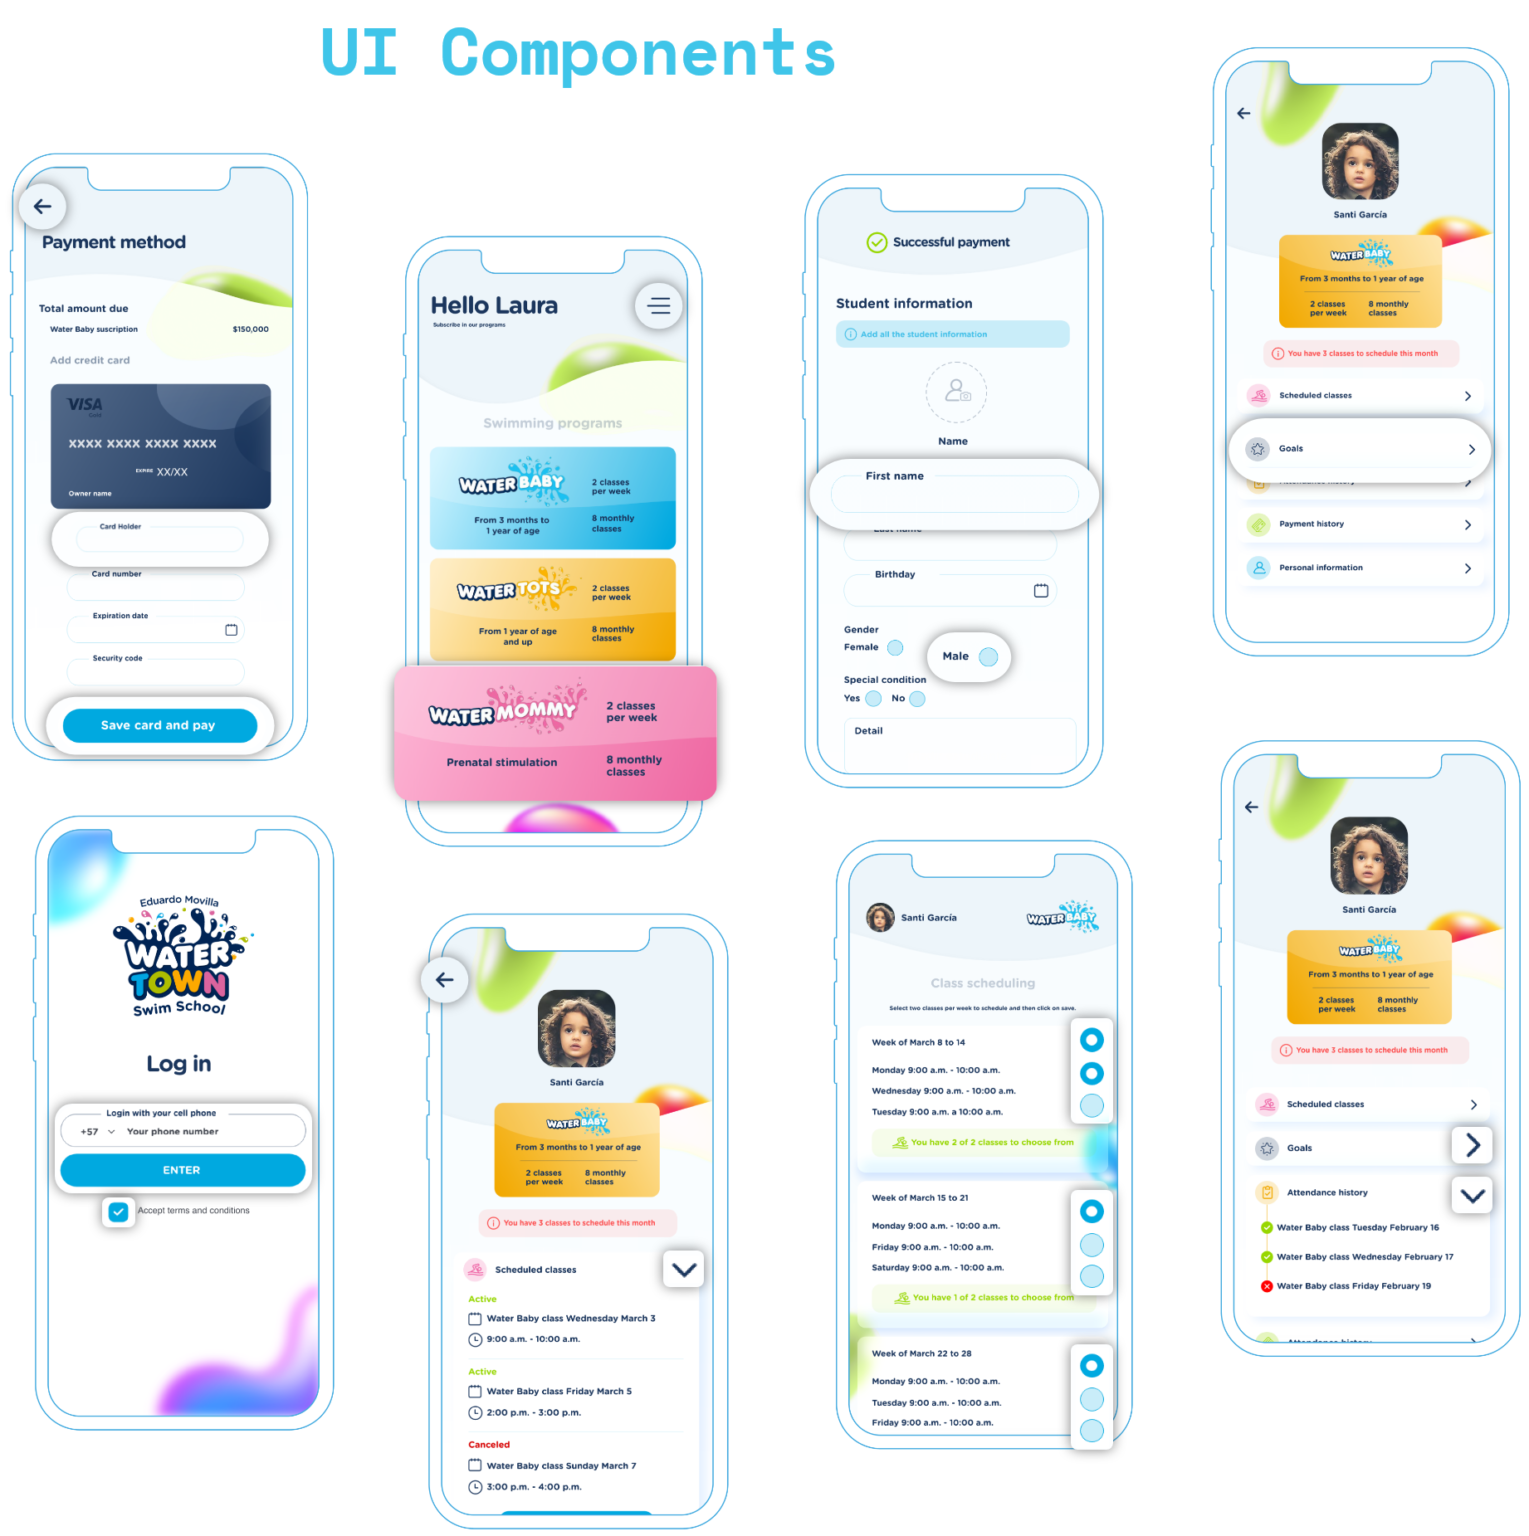 UI Components
Payment method
Total amount due
Water Baby suscription
$150,000
Add credit card
VISA
Gold
XXXX XXXX XXXX XXXX
EXPIRE XX/XX
Owner name
Card Holder
Card number
Expiration date
Security code
Save card and pay
Hello Laura
Subscribe in our programs
Swimming programs
WATER BABY
2 classes
per week
From 3 months to
1 year of age
8 monthly
classes
WATER TOTS
2 classes
per week
From 1 year of age
and up
8 monthly
classes
WATER MOMMY
2 classes
per week
Prenatal stimulation
8 monthly
classes
Successful payment
Student information
Add all the student information
Name
First name
Last name
Birthday
Gender
Female
Male
Special condition
Yes
No
Detail
Santi García
WATER BABY
From 3 months to 1 year of age
2 classes
per week
8 monthly
classes
You have 3 classes to schedule this month
Scheduled classes
Goals
Attendance history
Payment history
Personal information
Eduardo Movilla
WATER
TOWN
Swim School
Log in
Login with your cell phone
+57
Your phone number
ENTER
Accept terms and conditions
Santi García
WATER BABY
From 3 months to 1 year of age
2 classes
per week
8 monthly
classes
You have 3 classes to schedule this month
Scheduled classes
Active
Water Baby class Wednesday March 3
9:00 a.m. - 10:00 a.m.
Active
Water Baby class Friday March 5
2:00 p.m. - 3:00 p.m.
Canceled
Water Baby class Sunday March 7
3:00 p.m. - 4:00 p.m.
Santi García
WATER BABY
Class scheduling
Select two classes per week to schedule and then click on save.
Week of March 8 to 14
Monday 9:00 a.m. - 10:00 a.m.
Wednesday 9:00 a.m. - 10:00 a.m.
Tuesday 9:00 a.m. a 10:00 a.m.
You have 2 of 2 classes to choose from
Week of March 15 to 21
Monday 9:00 a.m. - 10:00 a.m.
Friday 9:00 a.m. - 10:00 a.m.
Saturday 9:00 a.m. - 10:00 a.m.
You have 1 of 2 classes to choose from
Week of March 22 to 28
Monday 9:00 a.m. - 10:00 a.m.
Tuesday 9:00 a.m. - 10:00 a.m.
Friday 9:00 a.m. - 10:00 a.m.
Santi García
WATER BABY
From 3 months to 1 year of age
2 classes
per week
8 monthly
classes
You have 3 classes to schedule this month
Scheduled classes
Goals
Attendance history
Water Baby class Tuesday February 16
Water Baby class Wednesday February 17
Water Baby class Friday February 19
Attendance history